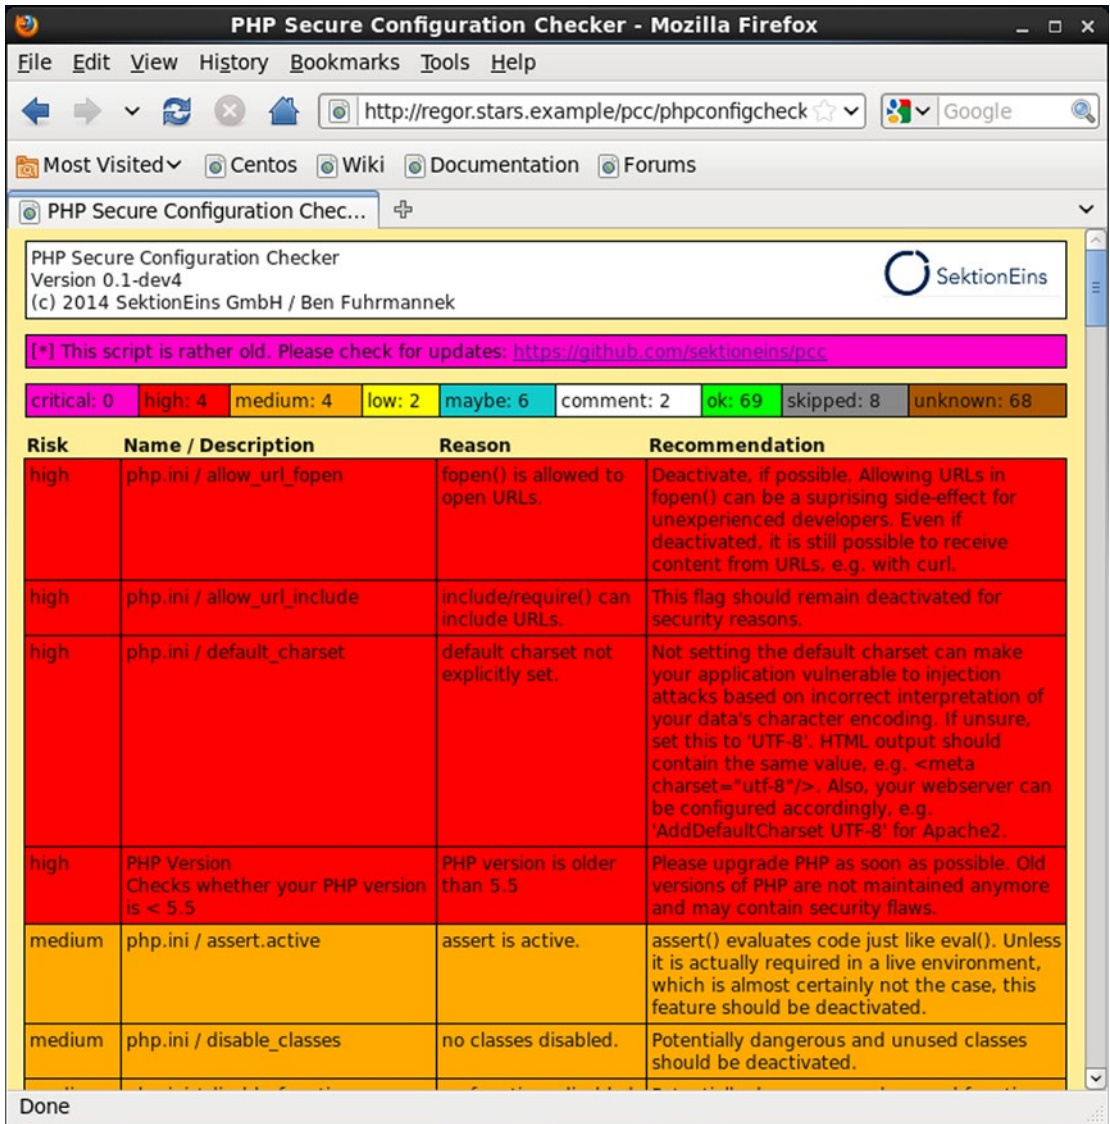 PHP Secure Configuration Checker - Mozilla Firefox
File Edit View History Bookmarks Tools Help
http://regor.stars.example/pcc/phpconfigcheck
Google
Most Visited Centos Wiki Documentation Forums
PHP Secure Configuration Chec...
PHP Secure Configuration Checker
Version 0.1-dev4
(c) 2014 SektionEins GmbH / Ben Fuhrmannek
SektionEins
[*] This script is rather old. Please check for updates: https://github.com/sektioneins/pcc
critical: 0 high: 4 medium: 4 low: 2 maybe: 6 comment: 2 ok: 69 skipped: 8 unknown: 68
Risk Name / Description Reason Recommendation
high php.ini / allow_url_fopen fopen() is allowed to
open URLs.
Deactivate, if possible. Allowing URLs in
fopen() can be a suprising side-effect for
unexperienced developers. Even if
deactivated, it is still possible to receive
content from URLs, e.g. with curl.
high php.ini / allow_url_include include/require() can
include URLs.
This flag should remain deactivated for
security reasons.
high php.ini / default_charset default charset not
explicitly set.
Not setting the default charset can make
your application vulnerable to injection
attacks based on incorrect interpretation of
your data's character encoding. If unsure,
set this to 'UTF-8'. HTML output should
contain the same value, e.g. <meta
charset="utf-8"/>. Also, your webserver can
be configured accordingly, e.g.
'AddDefaultCharset UTF-8' for Apache2.
high PHP Version
Checks whether your PHP version
is < 5.5
PHP version is older
than 5.5
Please upgrade PHP as soon as possible. Old
versions of PHP are not maintained anymore
and may contain security flaws.
medium php.ini / assert.active assert is active.
assert() evaluates code just like eval(). Unless
it is actually required in a live environment,
which is almost certainly not the case, this
feature should be deactivated.
medium php.ini / disable_classes no classes disabled.
Potentially dangerous and unused classes
should be deactivated.
Done